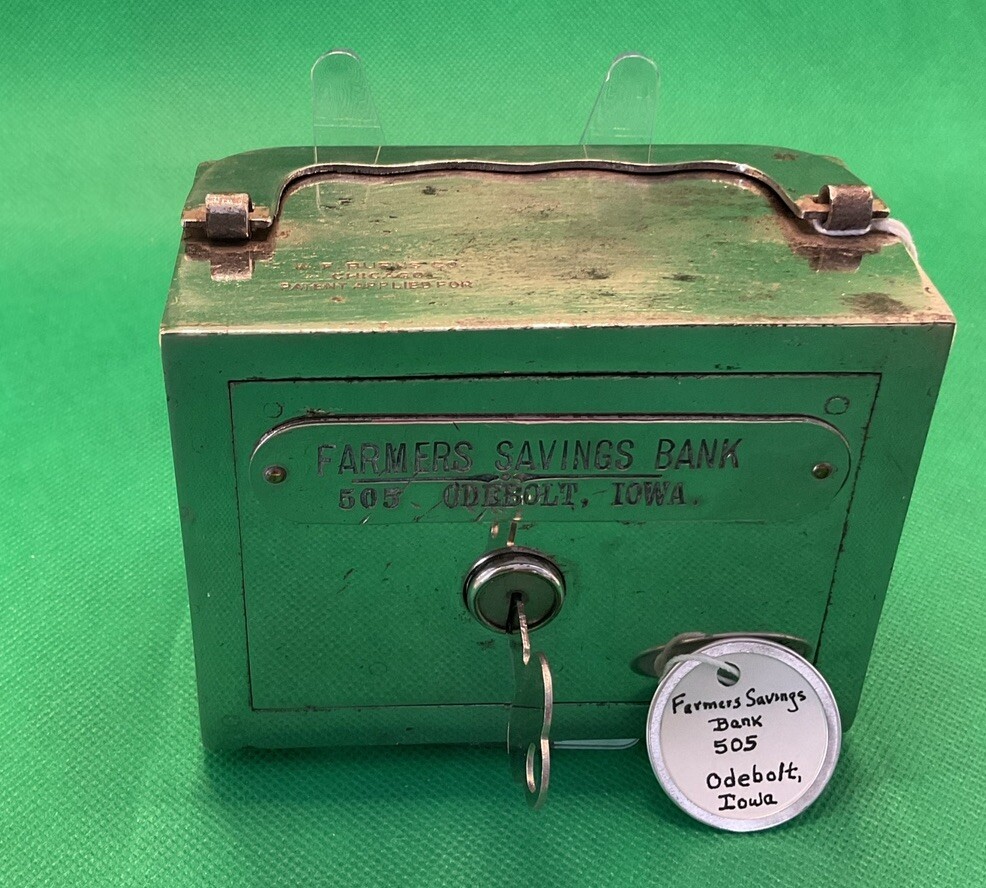 CHICAGO
PATENT APPLIED FOR
FARMERS SAVINGS BANK
505 ODEBOLT, IOWA.
Farmers Savings
Bank
505
Odebolt,
Iowa